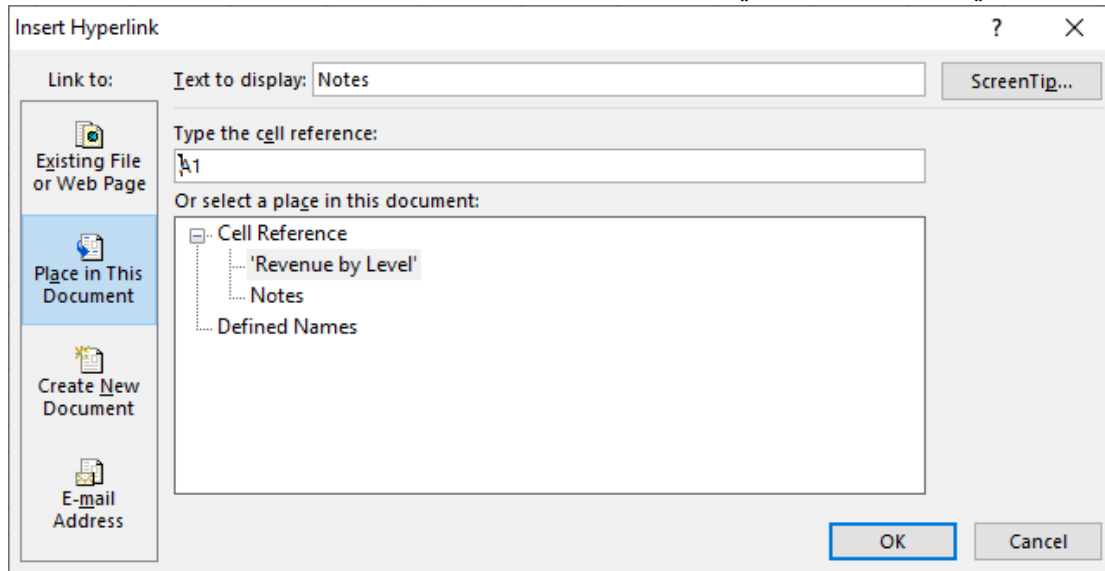 Insert Hyperlink ?
Link to:
Text to display: Notes
ScreenTip...
Existing File
or Web Page
Type the cell reference:
A1
Or select a place in this document:
Cell Reference
'Revenue by Level'
Notes
Defined Names
Place in This
Document
Create New
Document
E-mail
Address
OK
Cancel